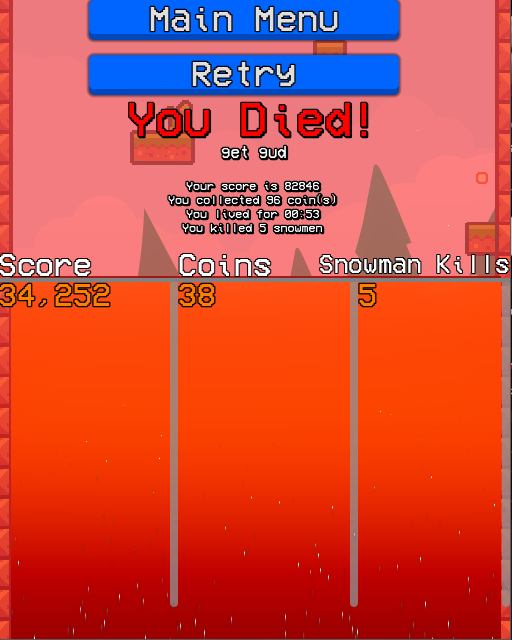 Main Menu
Retry
You Died!
get gud
Your score is 82846
You collected 96 coin(s)
You lived for 00:53
You killed 5 snowmen
Score Coins Snowman Kills
34,252 38 5